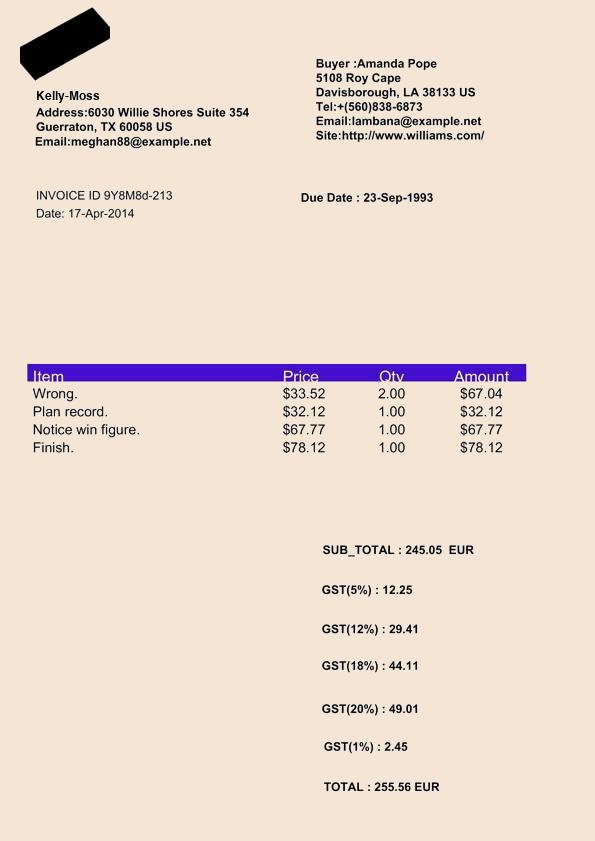 Kelly-Moss
Address:6030 Willie Shores Suite 354
Guerraton, TX 60058 US
Email:meghan88@example.net
Buyer :Amanda Pope
5108 Roy Cape
Davisborough, LA 38133 US
Tel:+(560)838-6873
Email:lambana@example.net
Site:http://www.williams.com/
INVOICE ID 9Y8M8d-213
Date: 17-Apr-2014
Due Date : 23-Sep-1993
Item Price Qty Amount
Wrong. $33.52 2.00 $67.04
Plan record. $32.12 1.00 $32.12
Notice win figure. $67.77 1.00 $67.77
Finish. $78.12 1.00 $78.12
SUB_TOTAL : 245.05 EUR
GST(5%) : 12.25
GST(12%) : 29.41
GST(18%) : 44.11
GST(20%) : 49.01
GST(1%) : 2.45
TOTAL : 255.56 EUR